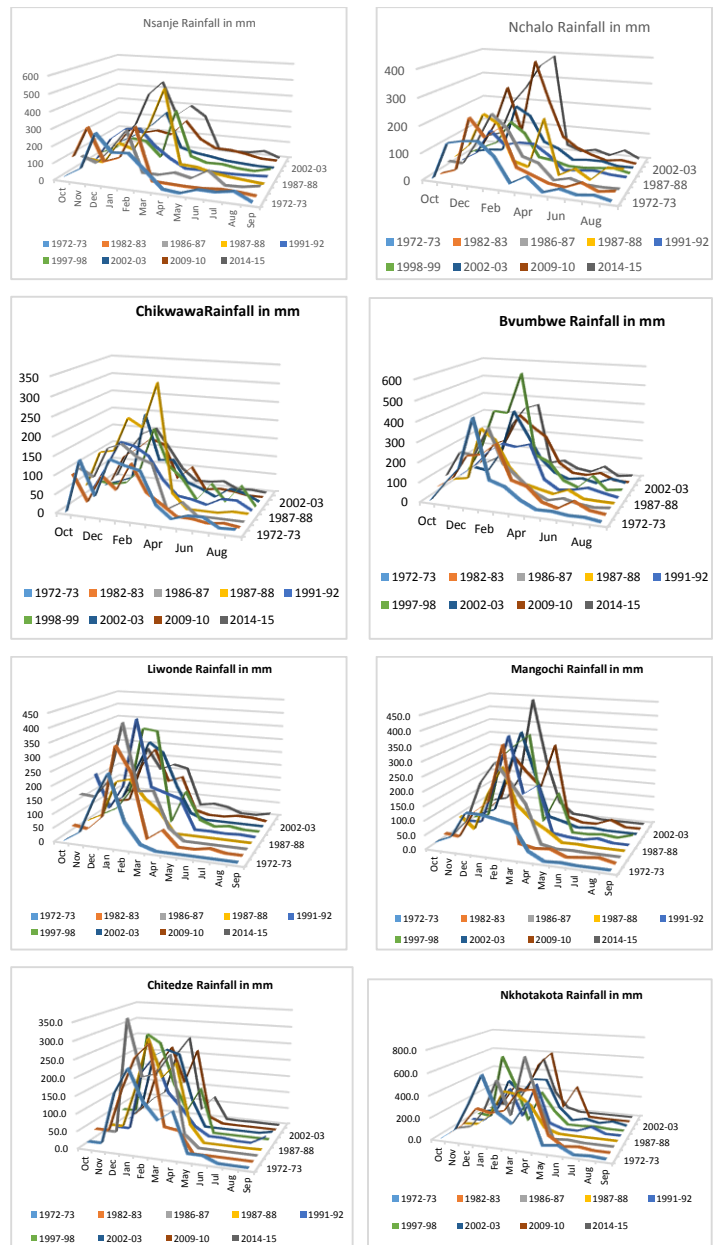 Nsanje Rainfall in mm
600
500
400
300
200
100
0
Oct
Nov
Dec
Jan
Feb
Mar
Apr
May
Jun
Jul
Aug
Sep
2002-03
1987-88
1972-73
1972-73 1982-83 1986-87 1987-88 1991-92
1997-98 2002-03 2009-10 2014-15
Nchalo Rainfall in mm
400
300
200
100
0
Oct
Dec
Feb
Apr
Jun
Aug
2002-03
1987-88
1972-73
1972-73 1982-83 1986-87 1987-88 1991-92
1998-99 2002-03 2009-10 2014-15
ChikwawaRainfall in mm
350
300
250
200
150
100
50
0
Oct
Dec
Feb
Apr
Jun
Aug
2002-03
1987-88
1972-73
1972-73 1982-83 1986-87 1987-88 1991-92
1998-99 2002-03 2009-10 2014-15
Bvumbwe Rainfall in mm
600
500
400
300
200
100
0
Oct
Dec
Feb
Apr
Jun
Aug
2002-03
1987-88
1972-73
1972-73 1982-83 1986-87 1987-88 1991-92
1997-98 2002-03 2009-10 2014-15
Liwonde Rainfall in mm
450
400
350
300
250
200
150
100
50
0
Oct
Nov
Dec
Jan
Feb
Mar
Apr
May
Jun
Jul
Aug
Sep
2002-03
1987-88
1972-73
1972-73 1982-83 1986-87 1987-88 1991-92
1997-98 2002-03 2009-10 2014-15
Mangochi Rainfall in mm
450.0
400.0
350.0
300.0
250.0
200.0
150.0
100.0
50.0
0.0
Oct
Nov
Dec
Jan
Feb
Mar
Apr
May
Jun
Jul
Aug
Sep
2002-03
1987-88
1972-73
1972-73 1982-83 1986-87 1987-88 1991-92
1997-98 2002-03 2009-10 2014-15
Chitedze Rainfall in mm
350.0
300.0
250.0
200.0
150.0
100.0
50.0
0.0
Oct
Nov
Dec
Jan
Feb
Mar
Apr
May
Jun
Jul
Aug
Sep
2002-03
1987-88
1972-73
1972-73 1982-83 1986-87 1987-88 1991-92
1997-98 2002-03 2009-10 2014-15
Nkhotakota Rainfall in mm
800.0
600.0
400.0
200.0
0.0
Oct
Nov
Dec
Jan
Feb
Mar
Apr
May
Jun
Jul
Aug
Sep
2002-03
1987-88
1972-73
1972-73 1982-83 1986-87 1987-88 1991-92
1997-98 2002-03 2009-10 2014-15